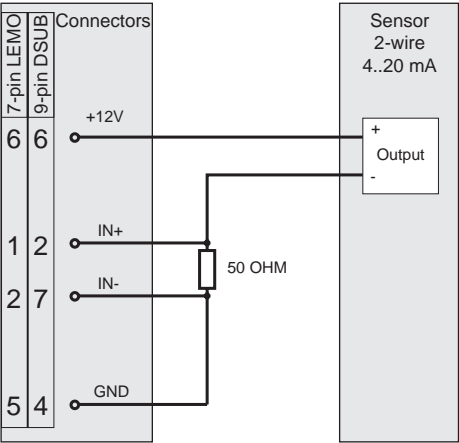 7-pin LEMO
9-pin DSUB
Connectors
Sensor
2-wire
4..20 mA
+12V
6 6
+
Output
-
IN+
1 2
50 OHM
IN-
2 7
GND
5 4